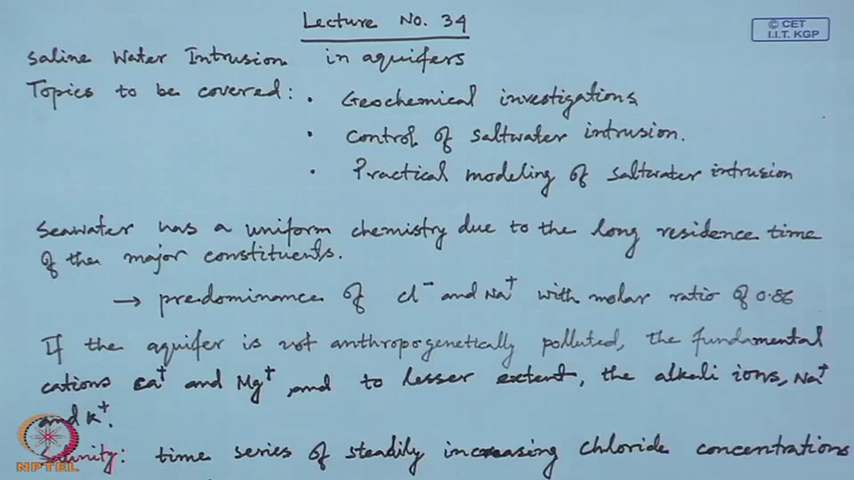 Lecture No. 34
© CET
I.I.T. KGP
Saline Water Intrusion in aquifers
Topics to be covered: • Geochemical investigations
• Control of saltwater intrusion.
• Practical modeling of saltwater intrusion
Seawater has a uniform chemistry due to the long residence time
of the major constituents.
→ predominance of Cl⁻ and Na⁺ with molar ratio of 0.86
If the aquifer is not anthropogenetically polluted, the fundamental
cations Ca⁺ and Mg⁺, and to lesser extent, the alkali ions, Na⁺
and K⁺.
Salinity: time series of steadily increasing chloride concentrations
NPTEL